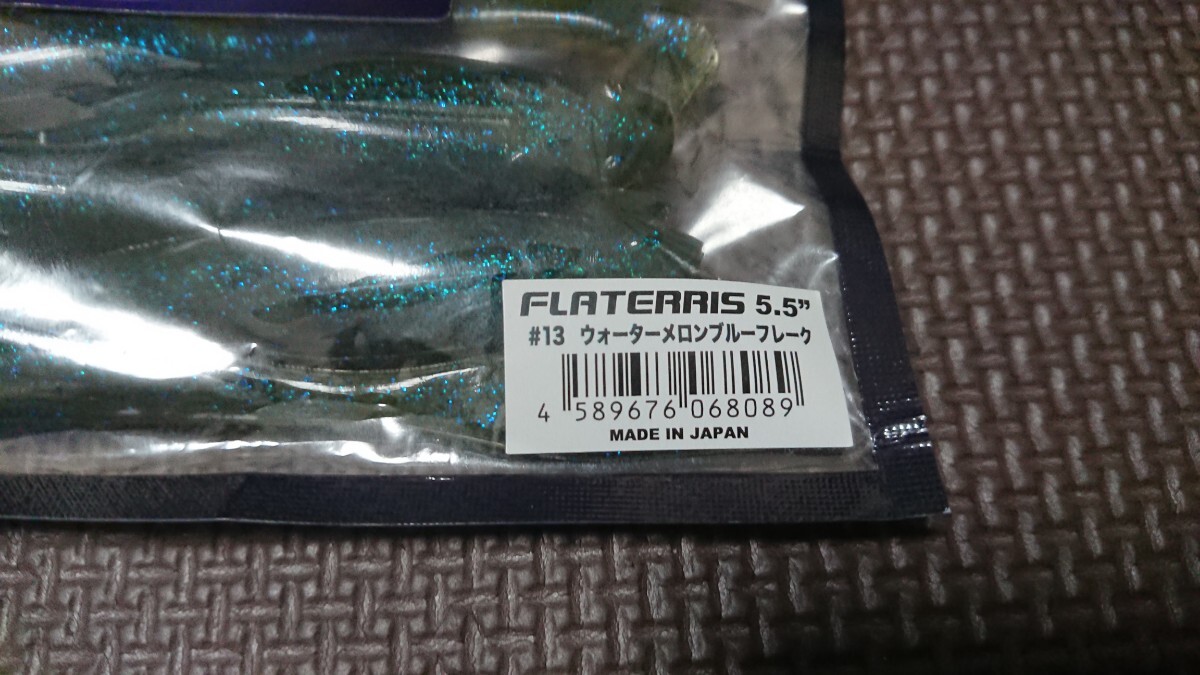 FLATERRIS 5.5”
#13 ウォーターメロンブルーフレーク
4 589676 068089
MADE IN JAPAN